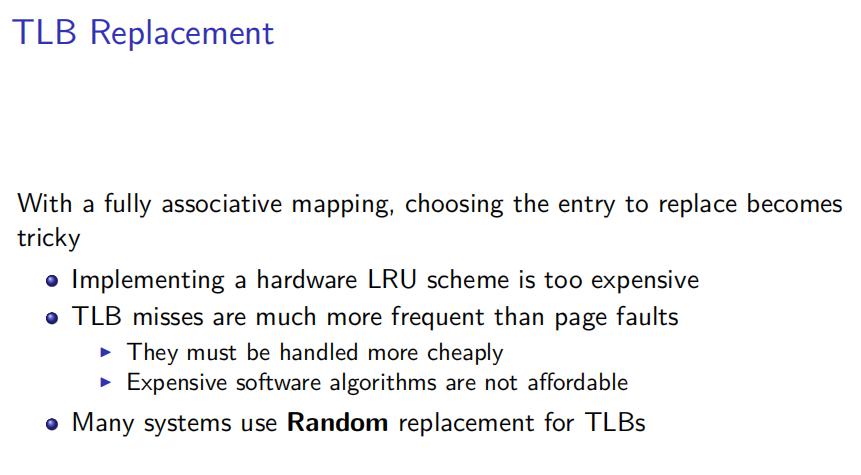 TLB Replacement
With a fully associative mapping, choosing the entry to replace becomes
tricky
Implementing a hardware LRU scheme is too expensive
TLB misses are much more frequent than page faults
They must be handled more cheaply
Expensive software algorithms are not affordable
Many systems use Random replacement for TLBs